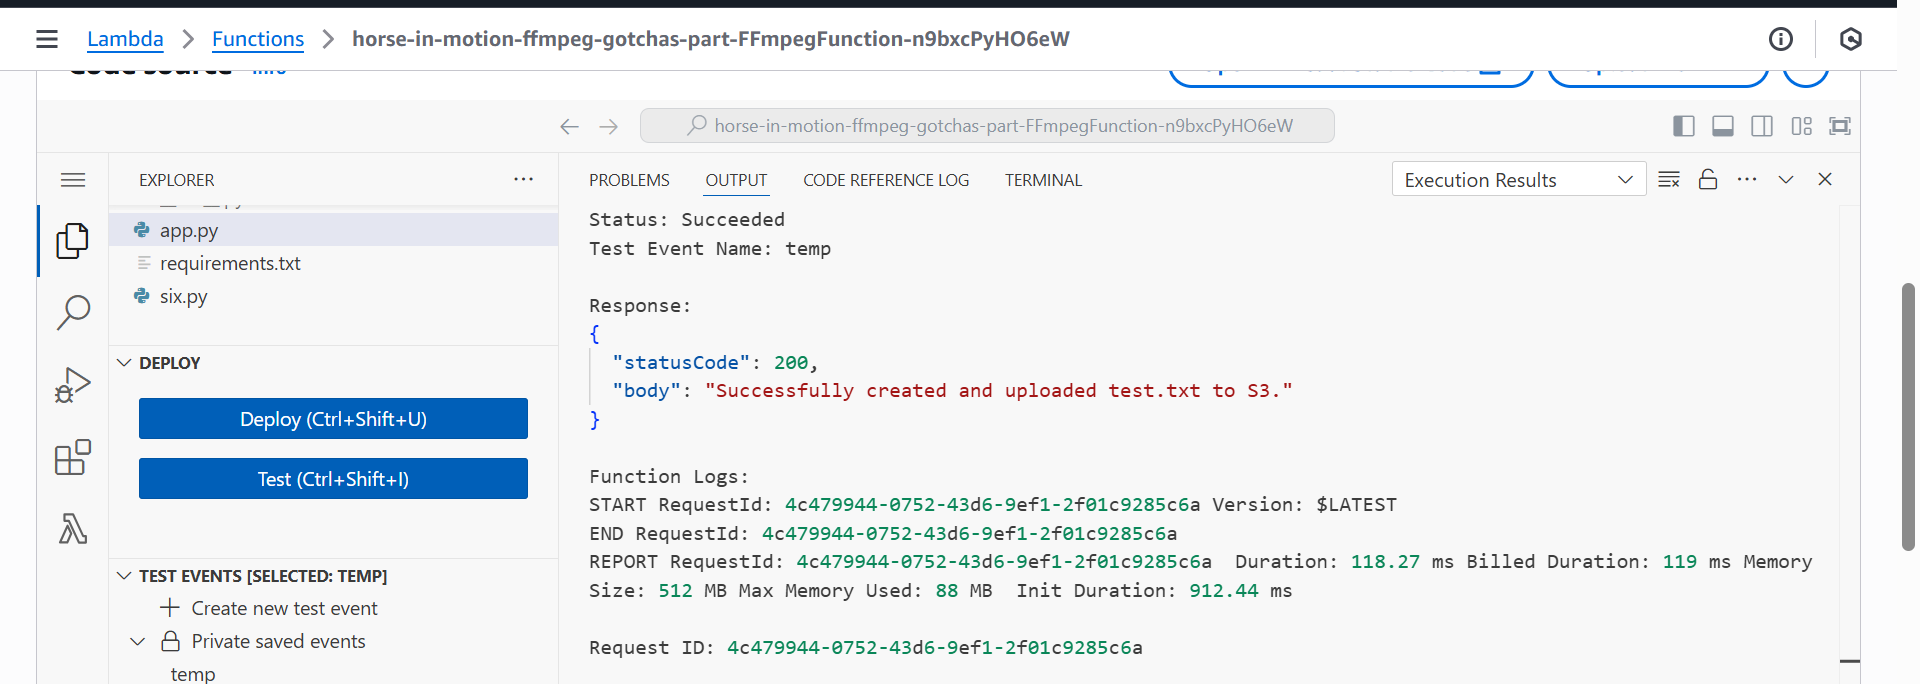 Lambda > Functions > horse-in-motion-ffmpeg-gotchas-part-FFmpegFunction-n9bxcPyHO6eW
Code source Info
horse-in-motion-ffmpeg-gotchas-part-FFmpegFunction-n9bxcPyHO6eW
EXPLORER
app.py
requirements.txt
six.py
DEPLOY
Deploy (Ctrl+Shift+U)
Test (Ctrl+Shift+I)
TEST EVENTS [SELECTED: TEMP]
Create new test event
Private saved events
temp
PROBLEMS OUTPUT CODE REFERENCE LOG TERMINAL
Execution Results
Status: Succeeded
Test Event Name: temp
Response:
{
"statusCode": 200,
"body": "Successfully created and uploaded test.txt to S3."
}
Function Logs:
START RequestId: 4c479944-0752-43d6-9ef1-2f01c9285c6a Version: $LATEST
END RequestId: 4c479944-0752-43d6-9ef1-2f01c9285c6a
REPORT RequestId: 4c479944-0752-43d6-9ef1-2f01c9285c6a Duration: 118.27 ms Billed Duration: 119 ms Memory
Size: 512 MB Max Memory Used: 88 MB Init Duration: 912.44 ms
Request ID: 4c479944-0752-43d6-9ef1-2f01c9285c6a